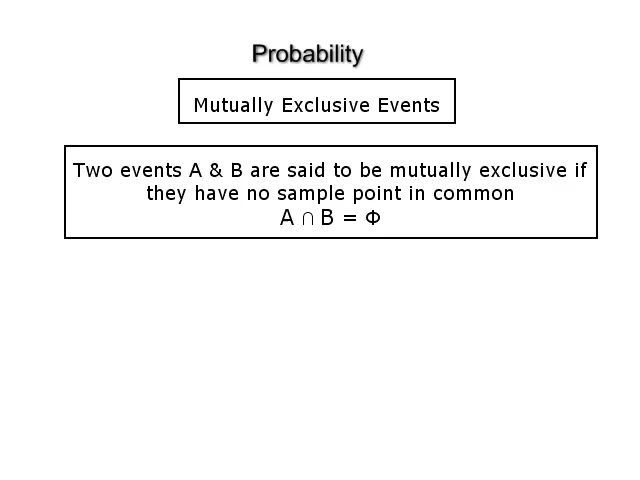 Probability
Mutually Exclusive Events
Two events A & B are said to be mutually exclusive if
they have no sample point in common
A ∩ B = Φ